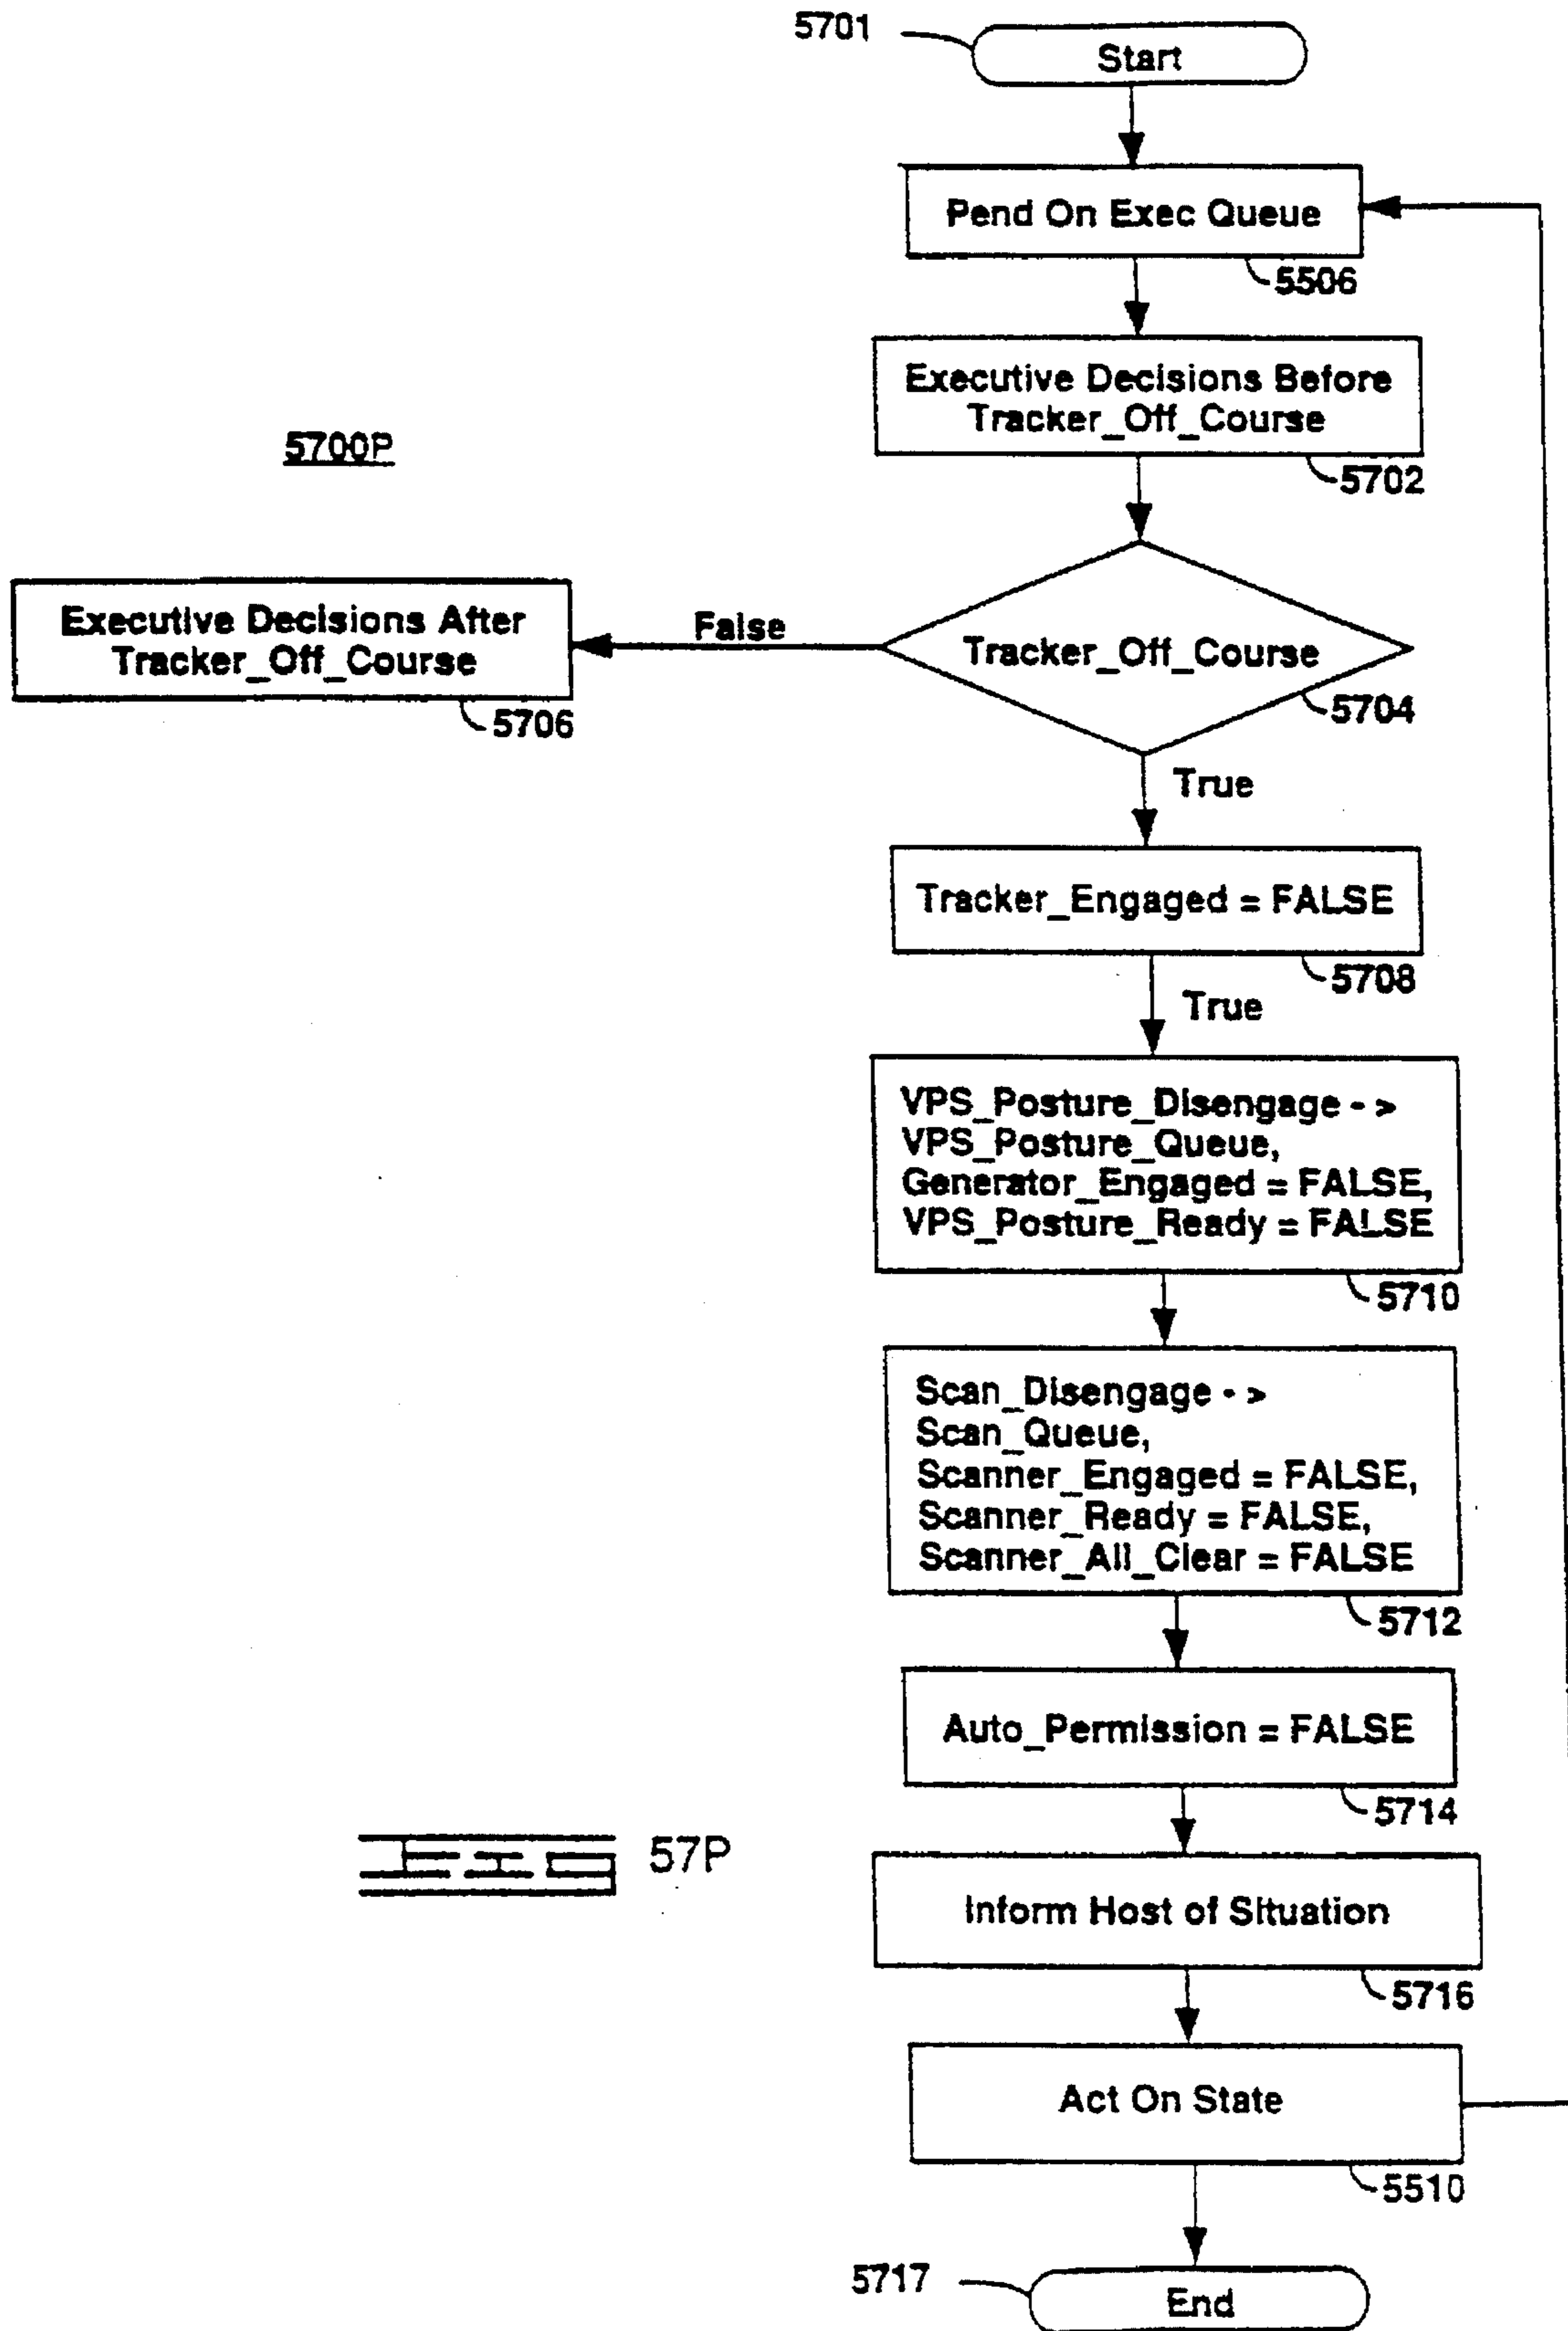 5701
Start
Pend On Exec Queue
5506
Executive Decisions Before
Tracker_Off_Course
5702
5700P
Executive Decisions After
Tracker_Off_Course
5706
False
Tracker_Off_Course
5704
True
Tracker_Engaged = FALSE
5708
True
VPS_Posture_Disengage - >
VPS_Posture_Queue,
Generator_Engaged = FALSE,
VPS_Posture_Ready = FALSE
5710
Scan_Disengage - >
Scan_Queue,
Scanner_Engaged = FALSE,
Scanner_Ready = FALSE,
Scanner_All_Clear = FALSE
5712
Auto_Permission = FALSE
5714
57P
Inform Host of Situation
5716
Act On State
5510
5717
End